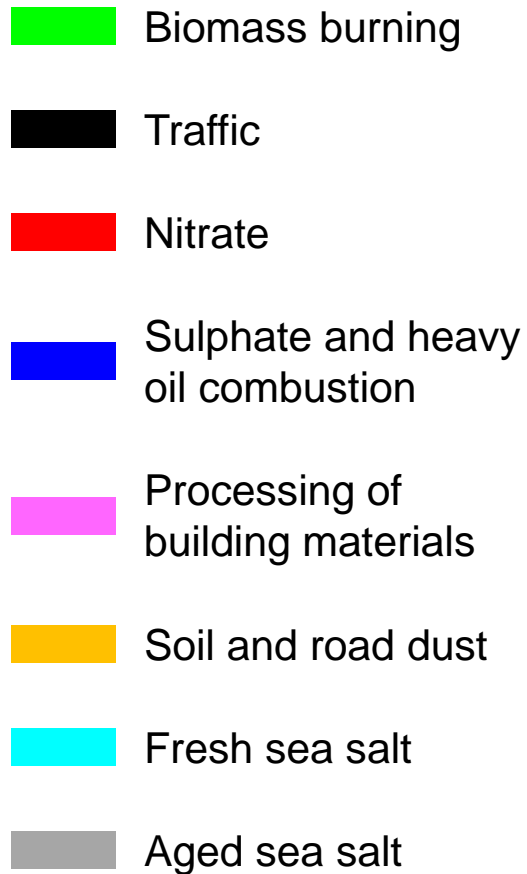 Biomass burning
Traffic
Nitrate
Sulphate and heavy
oil combustion
Processing of
building materials
Soil and road dust
Fresh sea salt
Aged sea salt